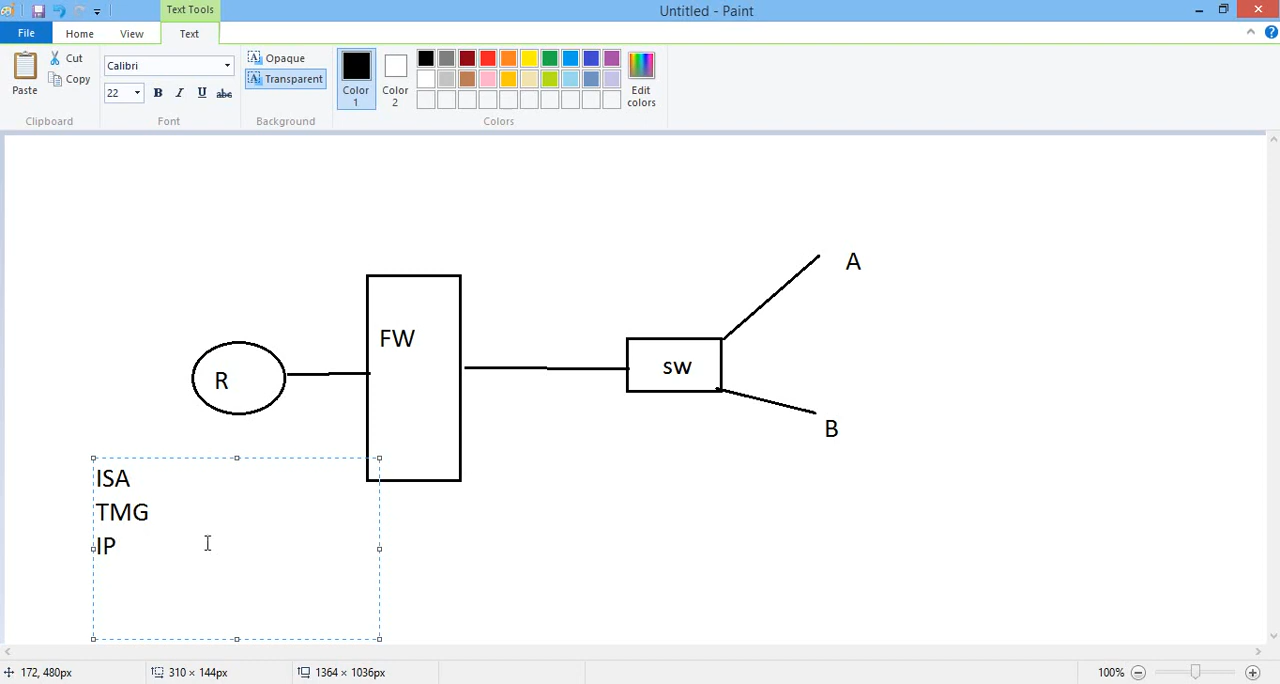 Text Tools
Untitled - Paint
File
Home
View
Text
Paste
Cut
Copy
Clipboard
Calibri
22
B I U abc
Font
Opaque
Transparent
Background
Color 1
Color 2
Edit colors
Colors
A
FW
R
sw
B
ISA
TMG
IP
172, 480px
310 × 144px
1364 × 1036px
100%